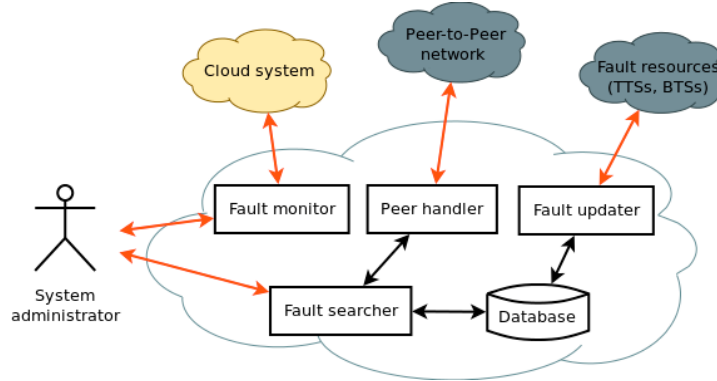 Peer-to-Peer
network
Cloud system
Fault resources
(TTSs, BTSs)
Fault monitor
Peer handler
Fault updater
System
administrator
Fault searcher
Database